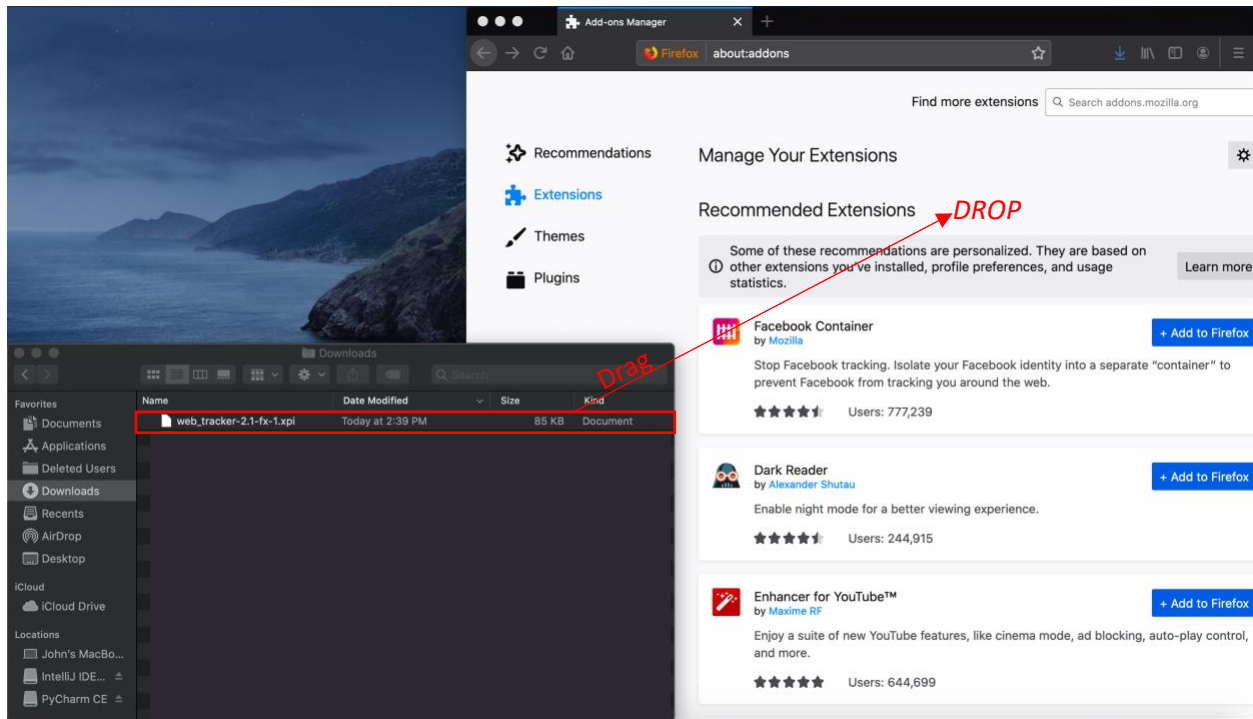 Add-ons Manager
Firefox about:addons
Find more extensions
Search addons.mozilla.org
Recommendations
Extensions
Themes
Plugins
Manage Your Extensions
Recommended Extensions
DROP
Some of these recommendations are personalized. They are based on
other extensions you've installed, profile preferences, and usage
statistics.
Learn more
Facebook Container
by Mozilla
+ Add to Firefox
Stop Facebook tracking. Isolate your Facebook identity into a separate “container” to
prevent Facebook from tracking you around the web.
Users: 777,239
Dark Reader
by Alexander Shutau
+ Add to Firefox
Enable night mode for a better viewing experience.
Users: 244,915
Enhancer for YouTube™
by Maxime RF
+ Add to Firefox
Enjoy a suite of new YouTube features, like cinema mode, ad blocking, auto-play control,
and more.
Users: 644,699
Downloads
Search
Drag
Favorites
Documents
Applications
Deleted Users
Downloads
Recents
AirDrop
Desktop
iCloud
iCloud Drive
Locations
John's MacBo...
IntelliJ IDE...
PyCharm CE
Name Date Modified Size Kind
web_tracker-2.1-fx-1.xpi Today at 2:39 PM 85 KB Document